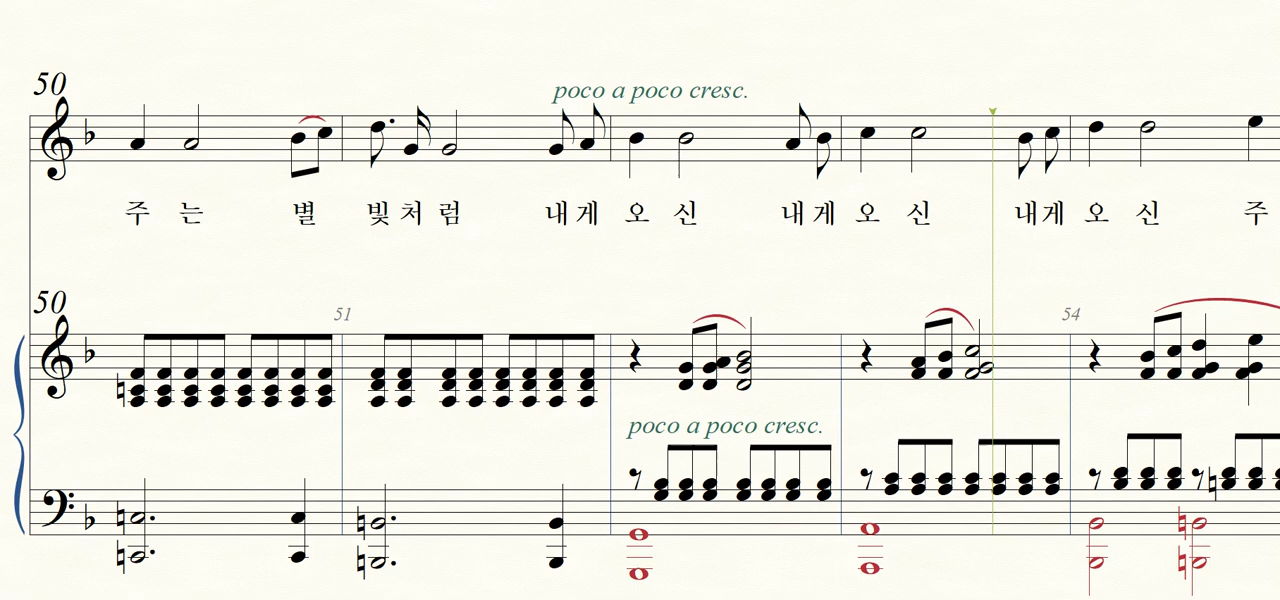 50
poco a poco cresc.
주 는 별 빛 처 럼 내 게 오 신 내 게 오 신 내 게 오 신 주
50
51
54
poco a poco cresc.